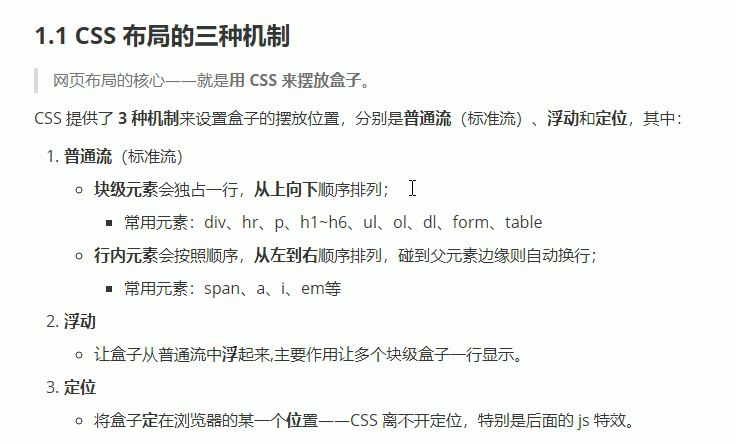 1.1 CSS 布局的三种机制
网页布局的核心——就是用 CSS 来摆放盒子。
CSS 提供了 3 种机制来设置盒子的摆放位置，分别是普通流（标准流）、浮动和定位，其中：
1. 普通流（标准流）
块级元素会独占一行，从上向下顺序排列；
常用元素：div、hr、p、h1~h6、ul、ol、dl、form、table
行内元素会按照顺序，从左到右顺序排列，碰到父元素边缘则自动换行；
常用元素：span、a、i、em等
2. 浮动
让盒子从普通流中浮起来,主要作用让多个块级盒子一行显示。
3. 定位
将盒子定在浏览器的某一个位置——CSS 离不开定位，特别是后面的 js 特效。